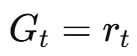 G_t = r_t